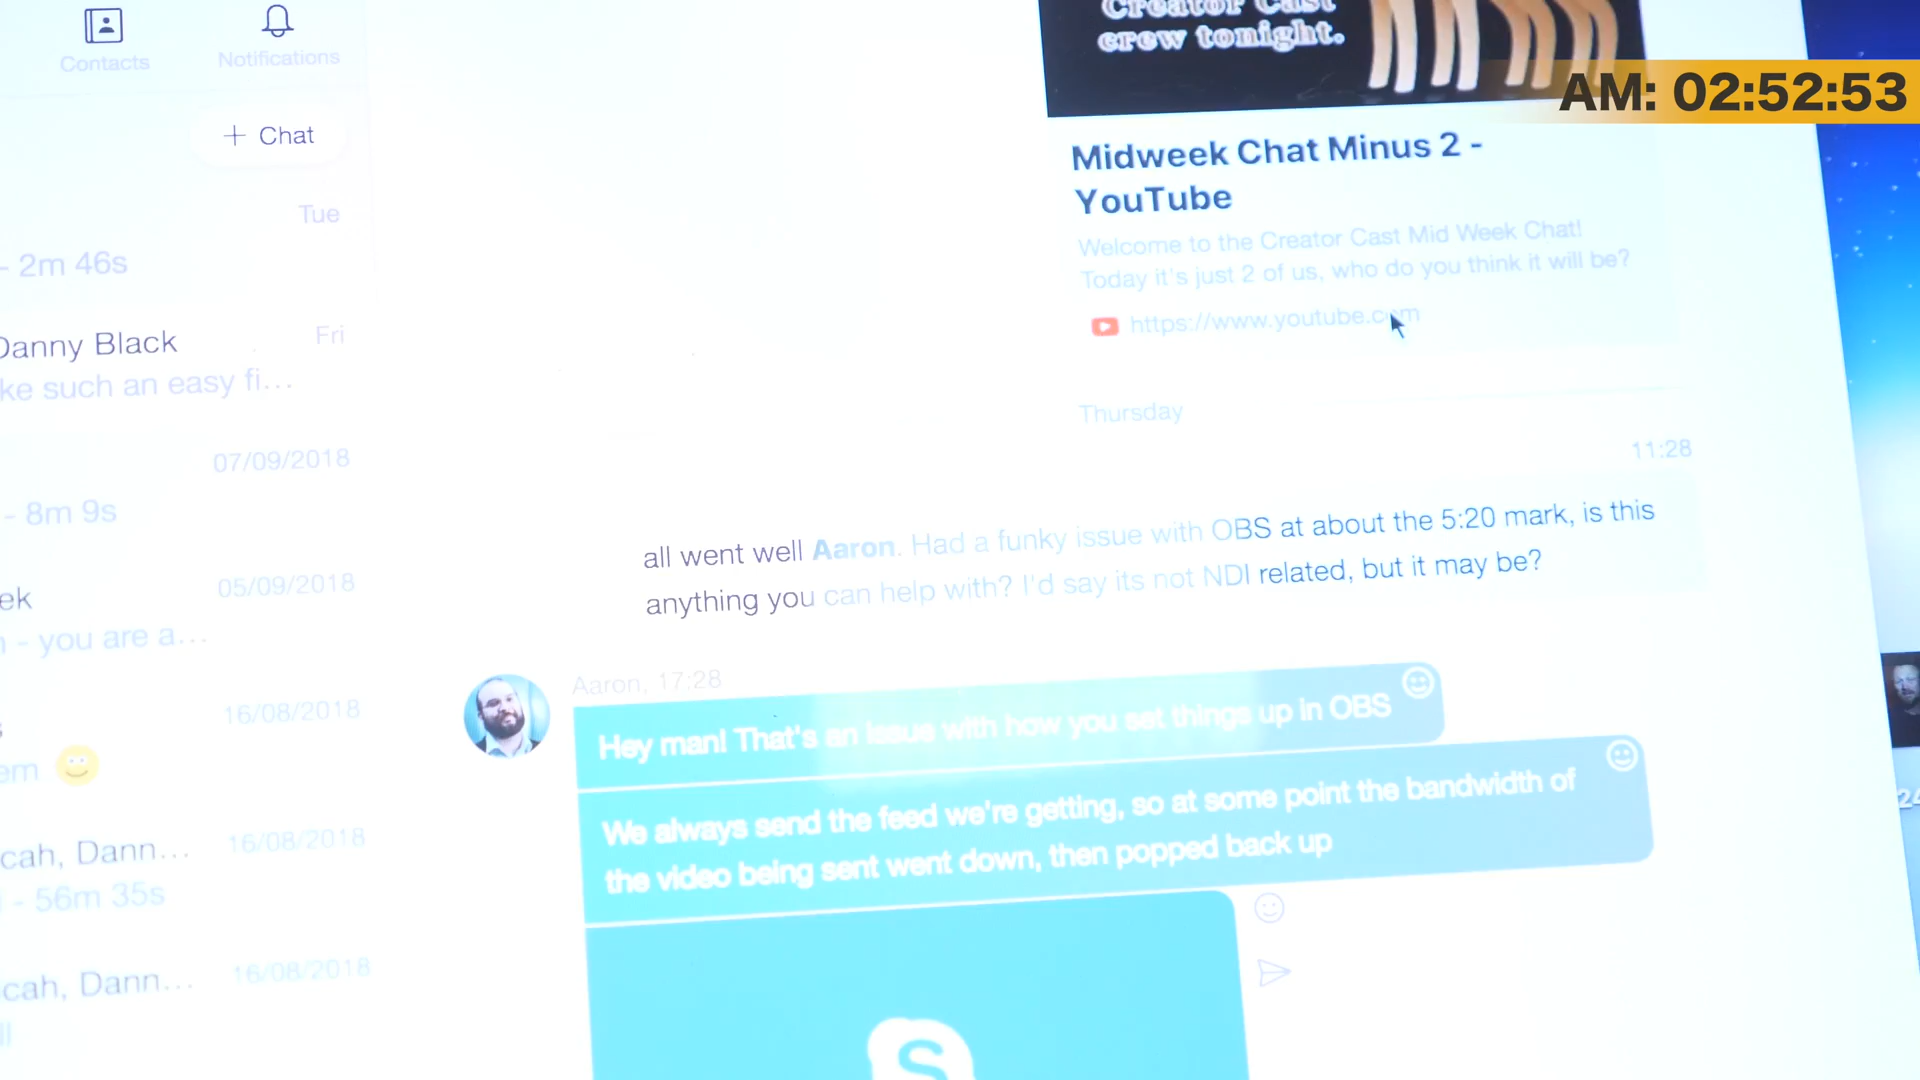 Contacts
Notifications
+ Chat
Tue
- 2m 46s
Danny Black
Fri
ke such an easy fi...
07/09/2018
- 8m 9s
ek
05/09/2018
- you are a...
16/08/2018
em
cah, Dann...
16/08/2018
- 56m 35s
cah, Dann...
16/08/2018
Creator Cast
crew tonight.
AM: 02:52:53
Midweek Chat Minus 2 -
YouTube
Welcome to the Creator Cast Mid Week Chat!
Today it's just 2 of us, who do you think it will be?
https://www.youtube.com
Thursday
11:28
all went well Aaron. Had a funky issue with OBS at about the 5:20 mark, is this
anything you can help with? I'd say its not NDI related, but it may be?
Aaron, 17:28
Hey man! That's an issue with how you set things up in OBS
We always send the feed we're getting, so at some point the bandwidth of
the video being sent went down, then popped back up
S
24